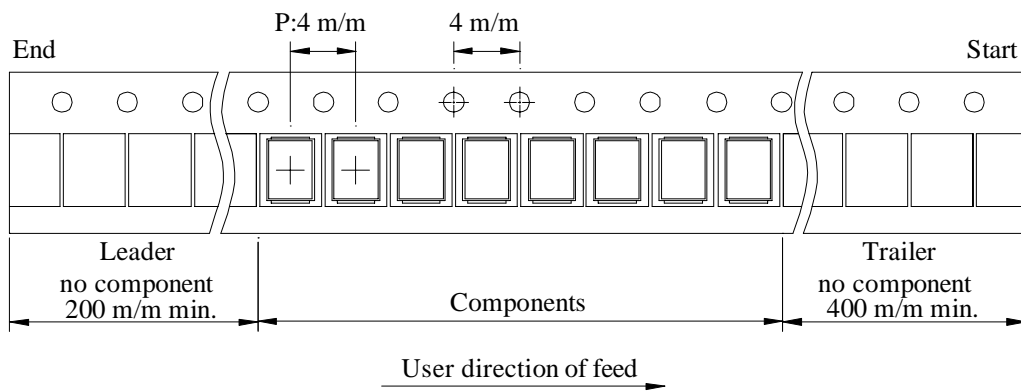 P:4 m/m
4 m/m
End
Start
Leader
no component
200 m/m min.
Components
Trailer
no component
400 m/m min.
User direction of feed